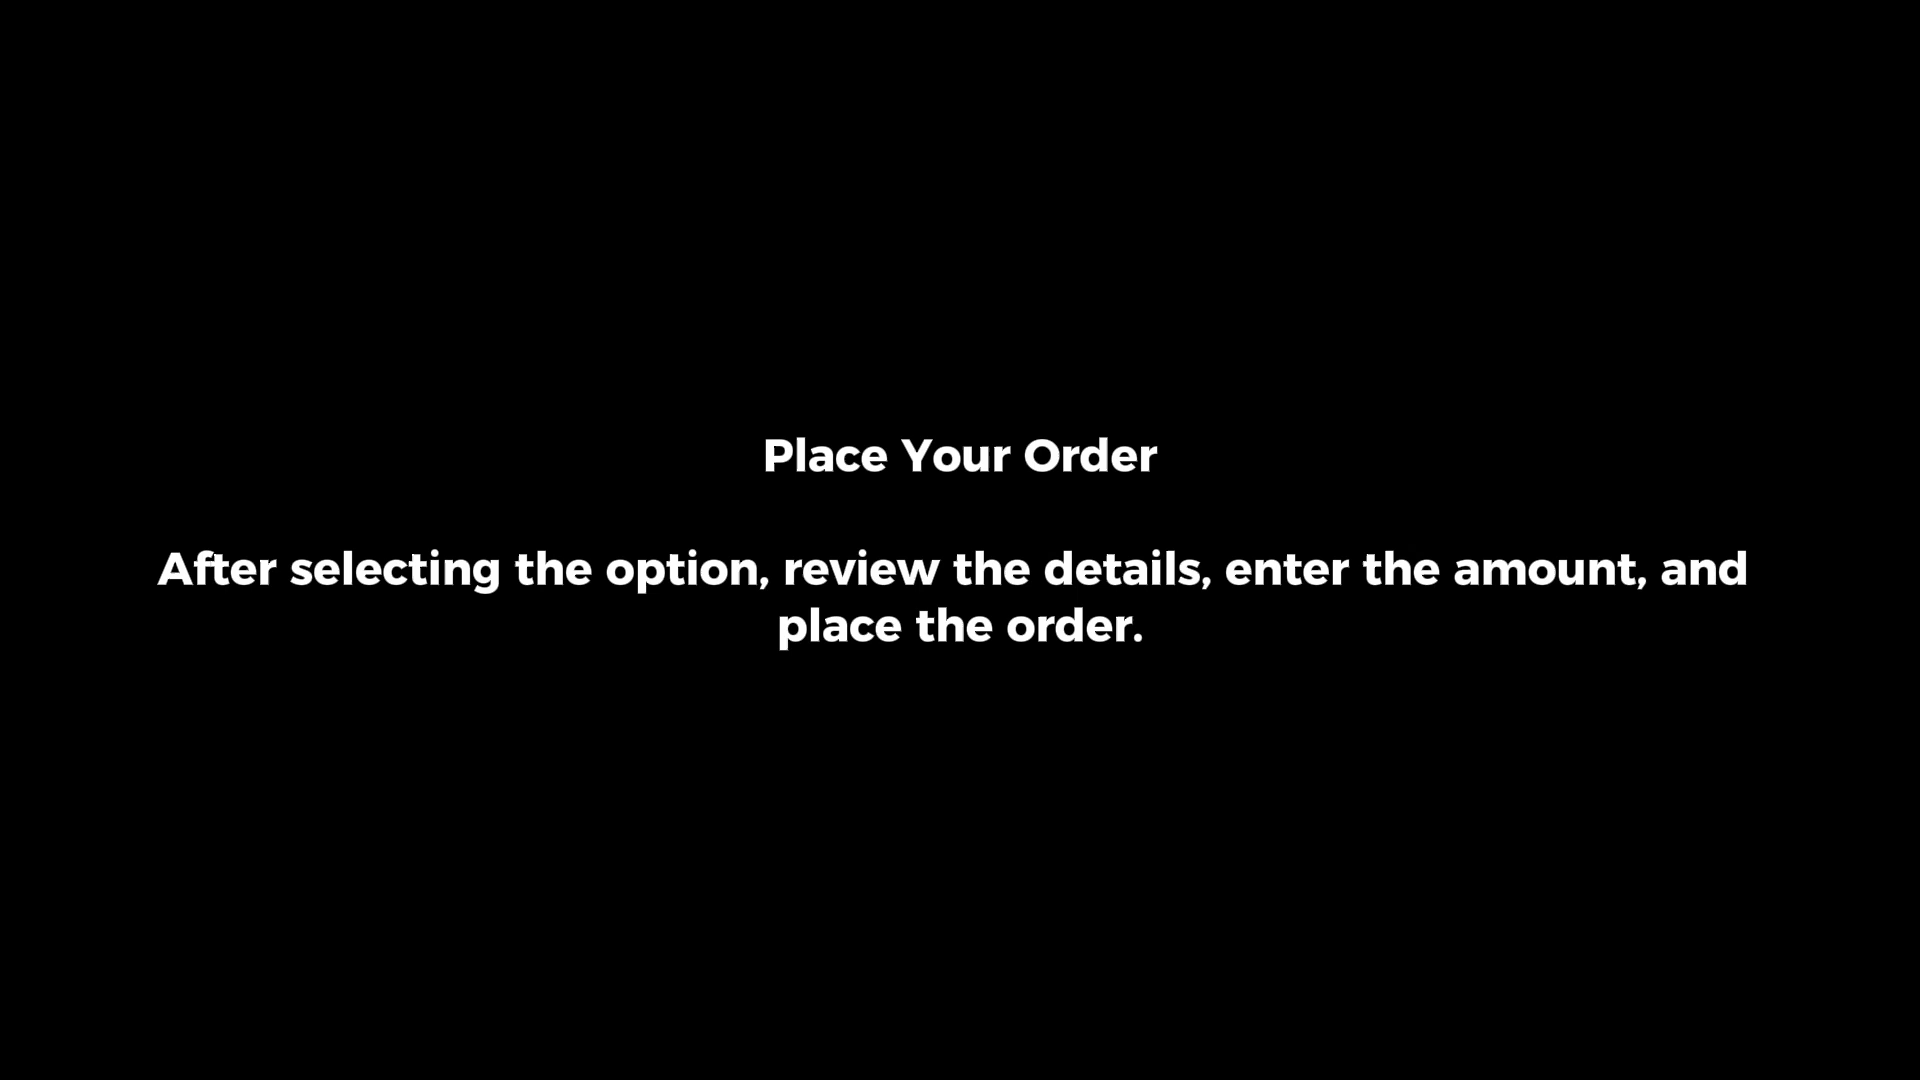 Place Your Order
After selecting the option, review the details, enter the amount, and
place the order.